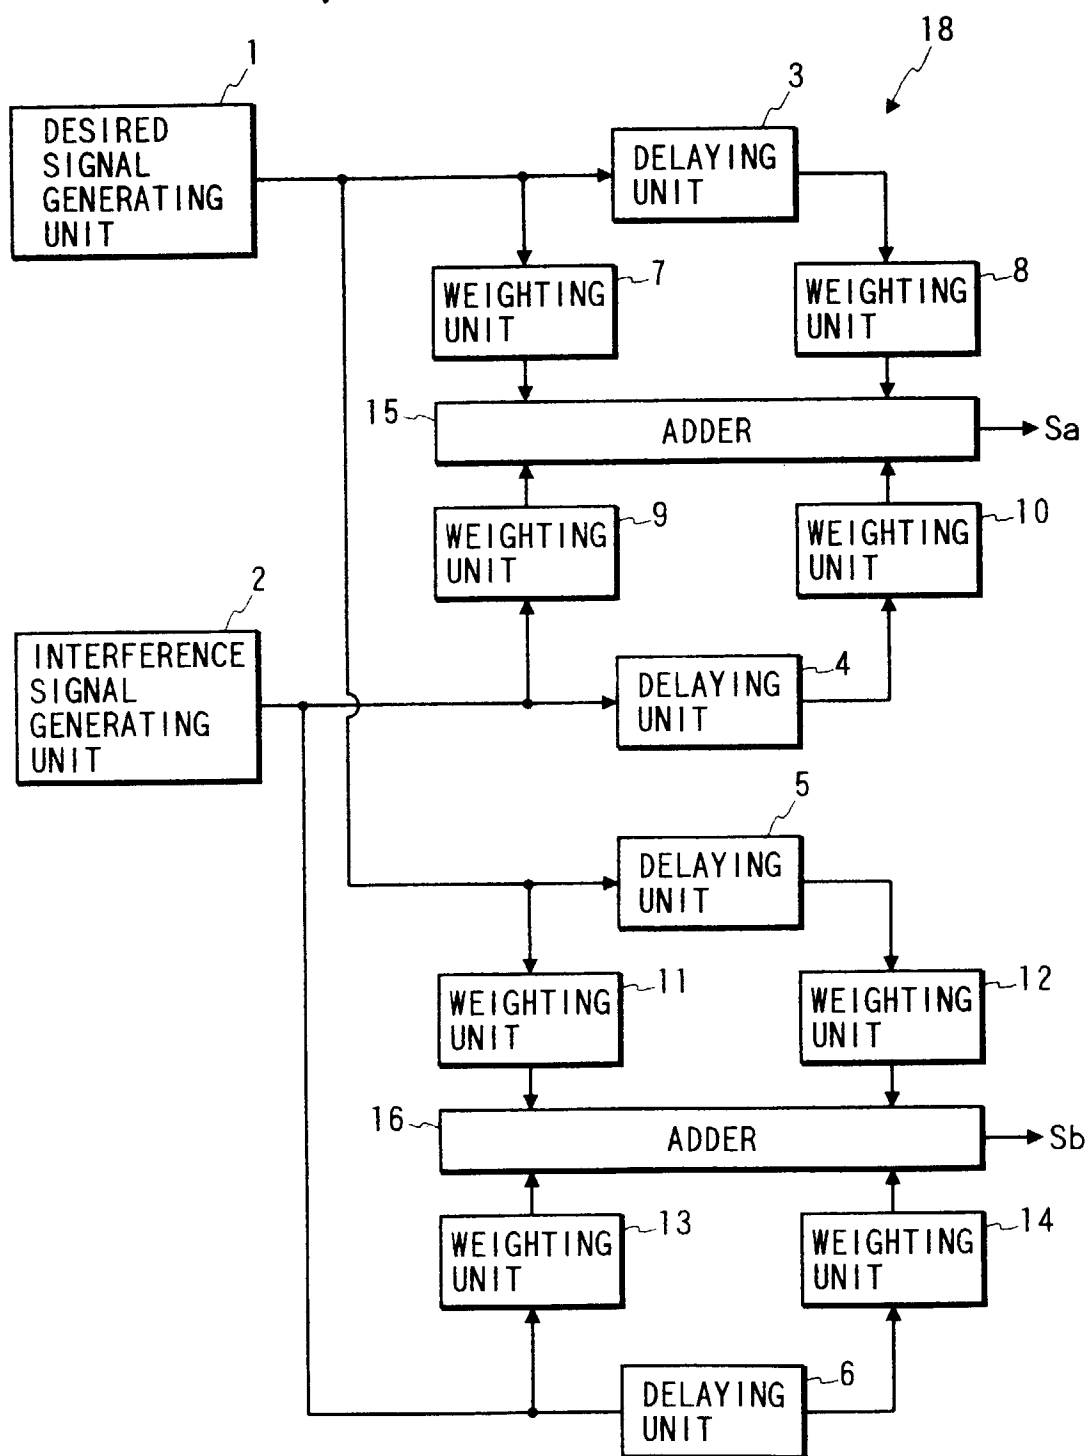 18
1
3
DESIRED
SIGNAL
GENERATING
UNIT
DELAYING
UNIT
7
8
WEIGHTING
UNIT
WEIGHTING
UNIT
15
ADDER
Sa
9
10
WEIGHTING
UNIT
WEIGHTING
UNIT
2
INTERFERENCE
SIGNAL
GENERATING
UNIT
4
DELAYING
UNIT
5
DELAYING
UNIT
11
12
WEIGHTING
UNIT
WEIGHTING
UNIT
16
ADDER
Sb
13
14
WEIGHTING
UNIT
WEIGHTING
UNIT
6
DELAYING
UNIT